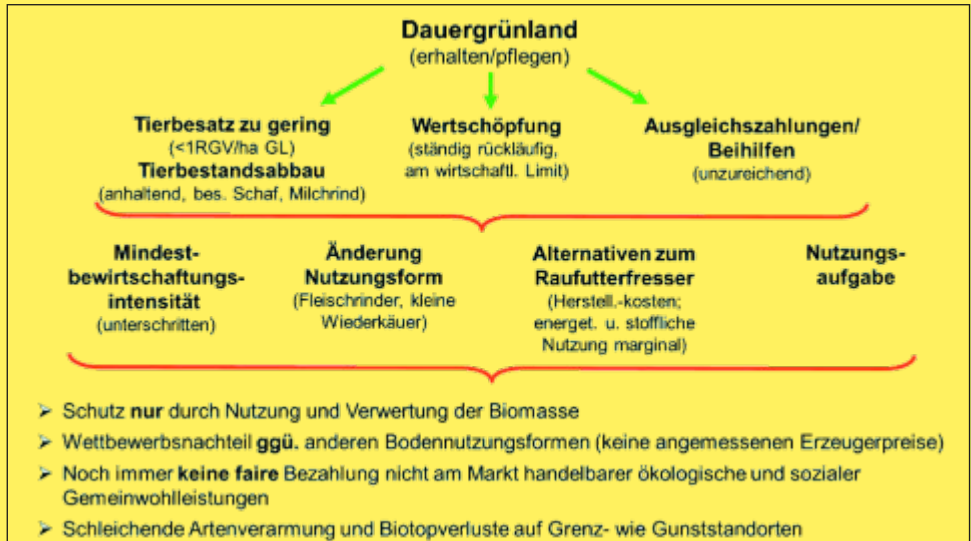 Dauergrünland
(erhalten/pflegen)
Tierbesatz zu gering
(<1RGV/ha GL)
Tierbestandsabbau
(anhaltend, bes. Schaf, Milchrind)
Wertschöpfung
(ständig rückläufig,
am wirtschaftl. Limit)
Ausgleichszahlungen/
Beihilfen
(unzureichend)
Mindest-
bewirtschaftungs-
intensität
(unterschritten)
Änderung
Nutzungsform
(Fleischrinder, kleine
Wiederkäuer)
Alternativen zum
Raufutterfresser
(Herstell.-kosten;
energet. u. stoffliche
Nutzung marginal)
Nutzungs-
aufgabe
➢ Schutz nur durch Nutzung und Verwertung der Biomasse
➢ Wettbewerbsnachteil ggü. anderen Bodennutzungsformen (keine angemessenen Erzeugerpreise)
➢ Noch immer keine faire Bezahlung nicht am Markt handelbarer ökologische und sozialer
Gemeinwohlleistungen
➢ Schleichende Artenverarmung und Biotopverluste auf Grenz- wie Gunststandorten